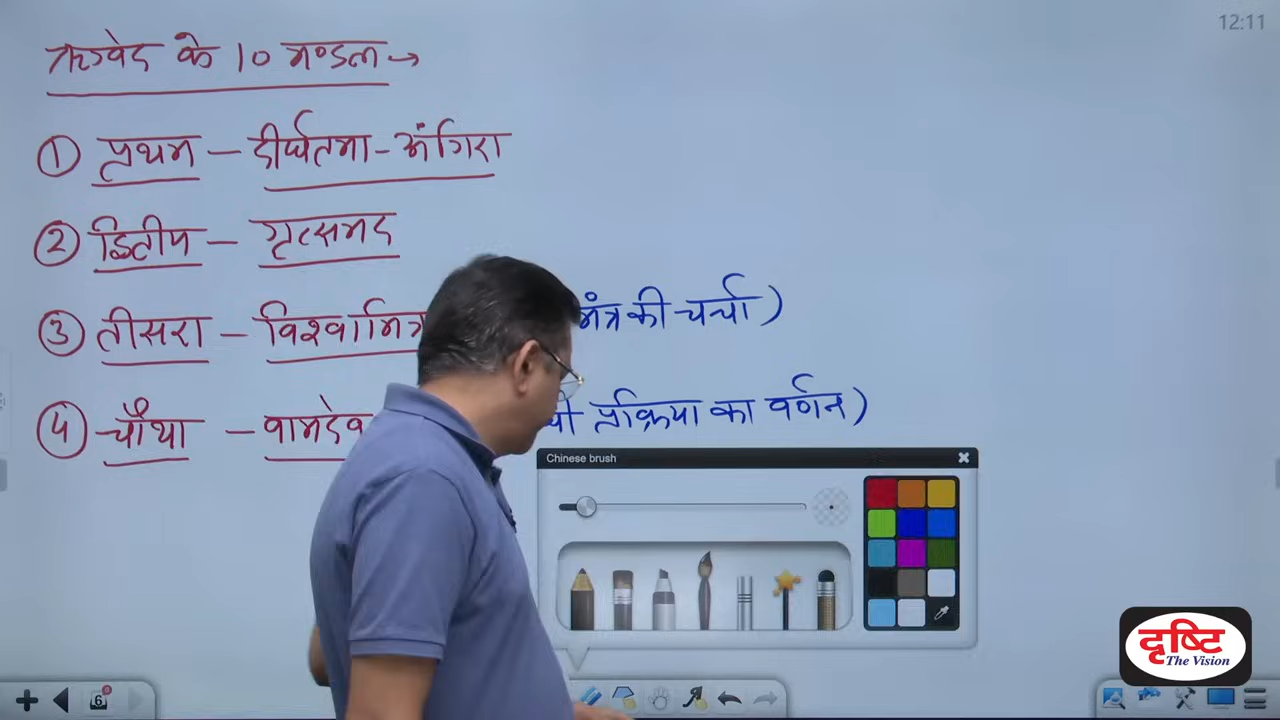 12:11
ऋग्वेद के 10 मण्डल →
① प्रथम – दीर्घतमा - अंगिरा
② द्वितीय – गृत्समद
③ तीसरा – विश्वामित्र मंत्र की चर्चा)
④ चौथा – वामदेव प्रक्रिया का वर्णन)
Chinese brush
6
दृष्टि
The Vision